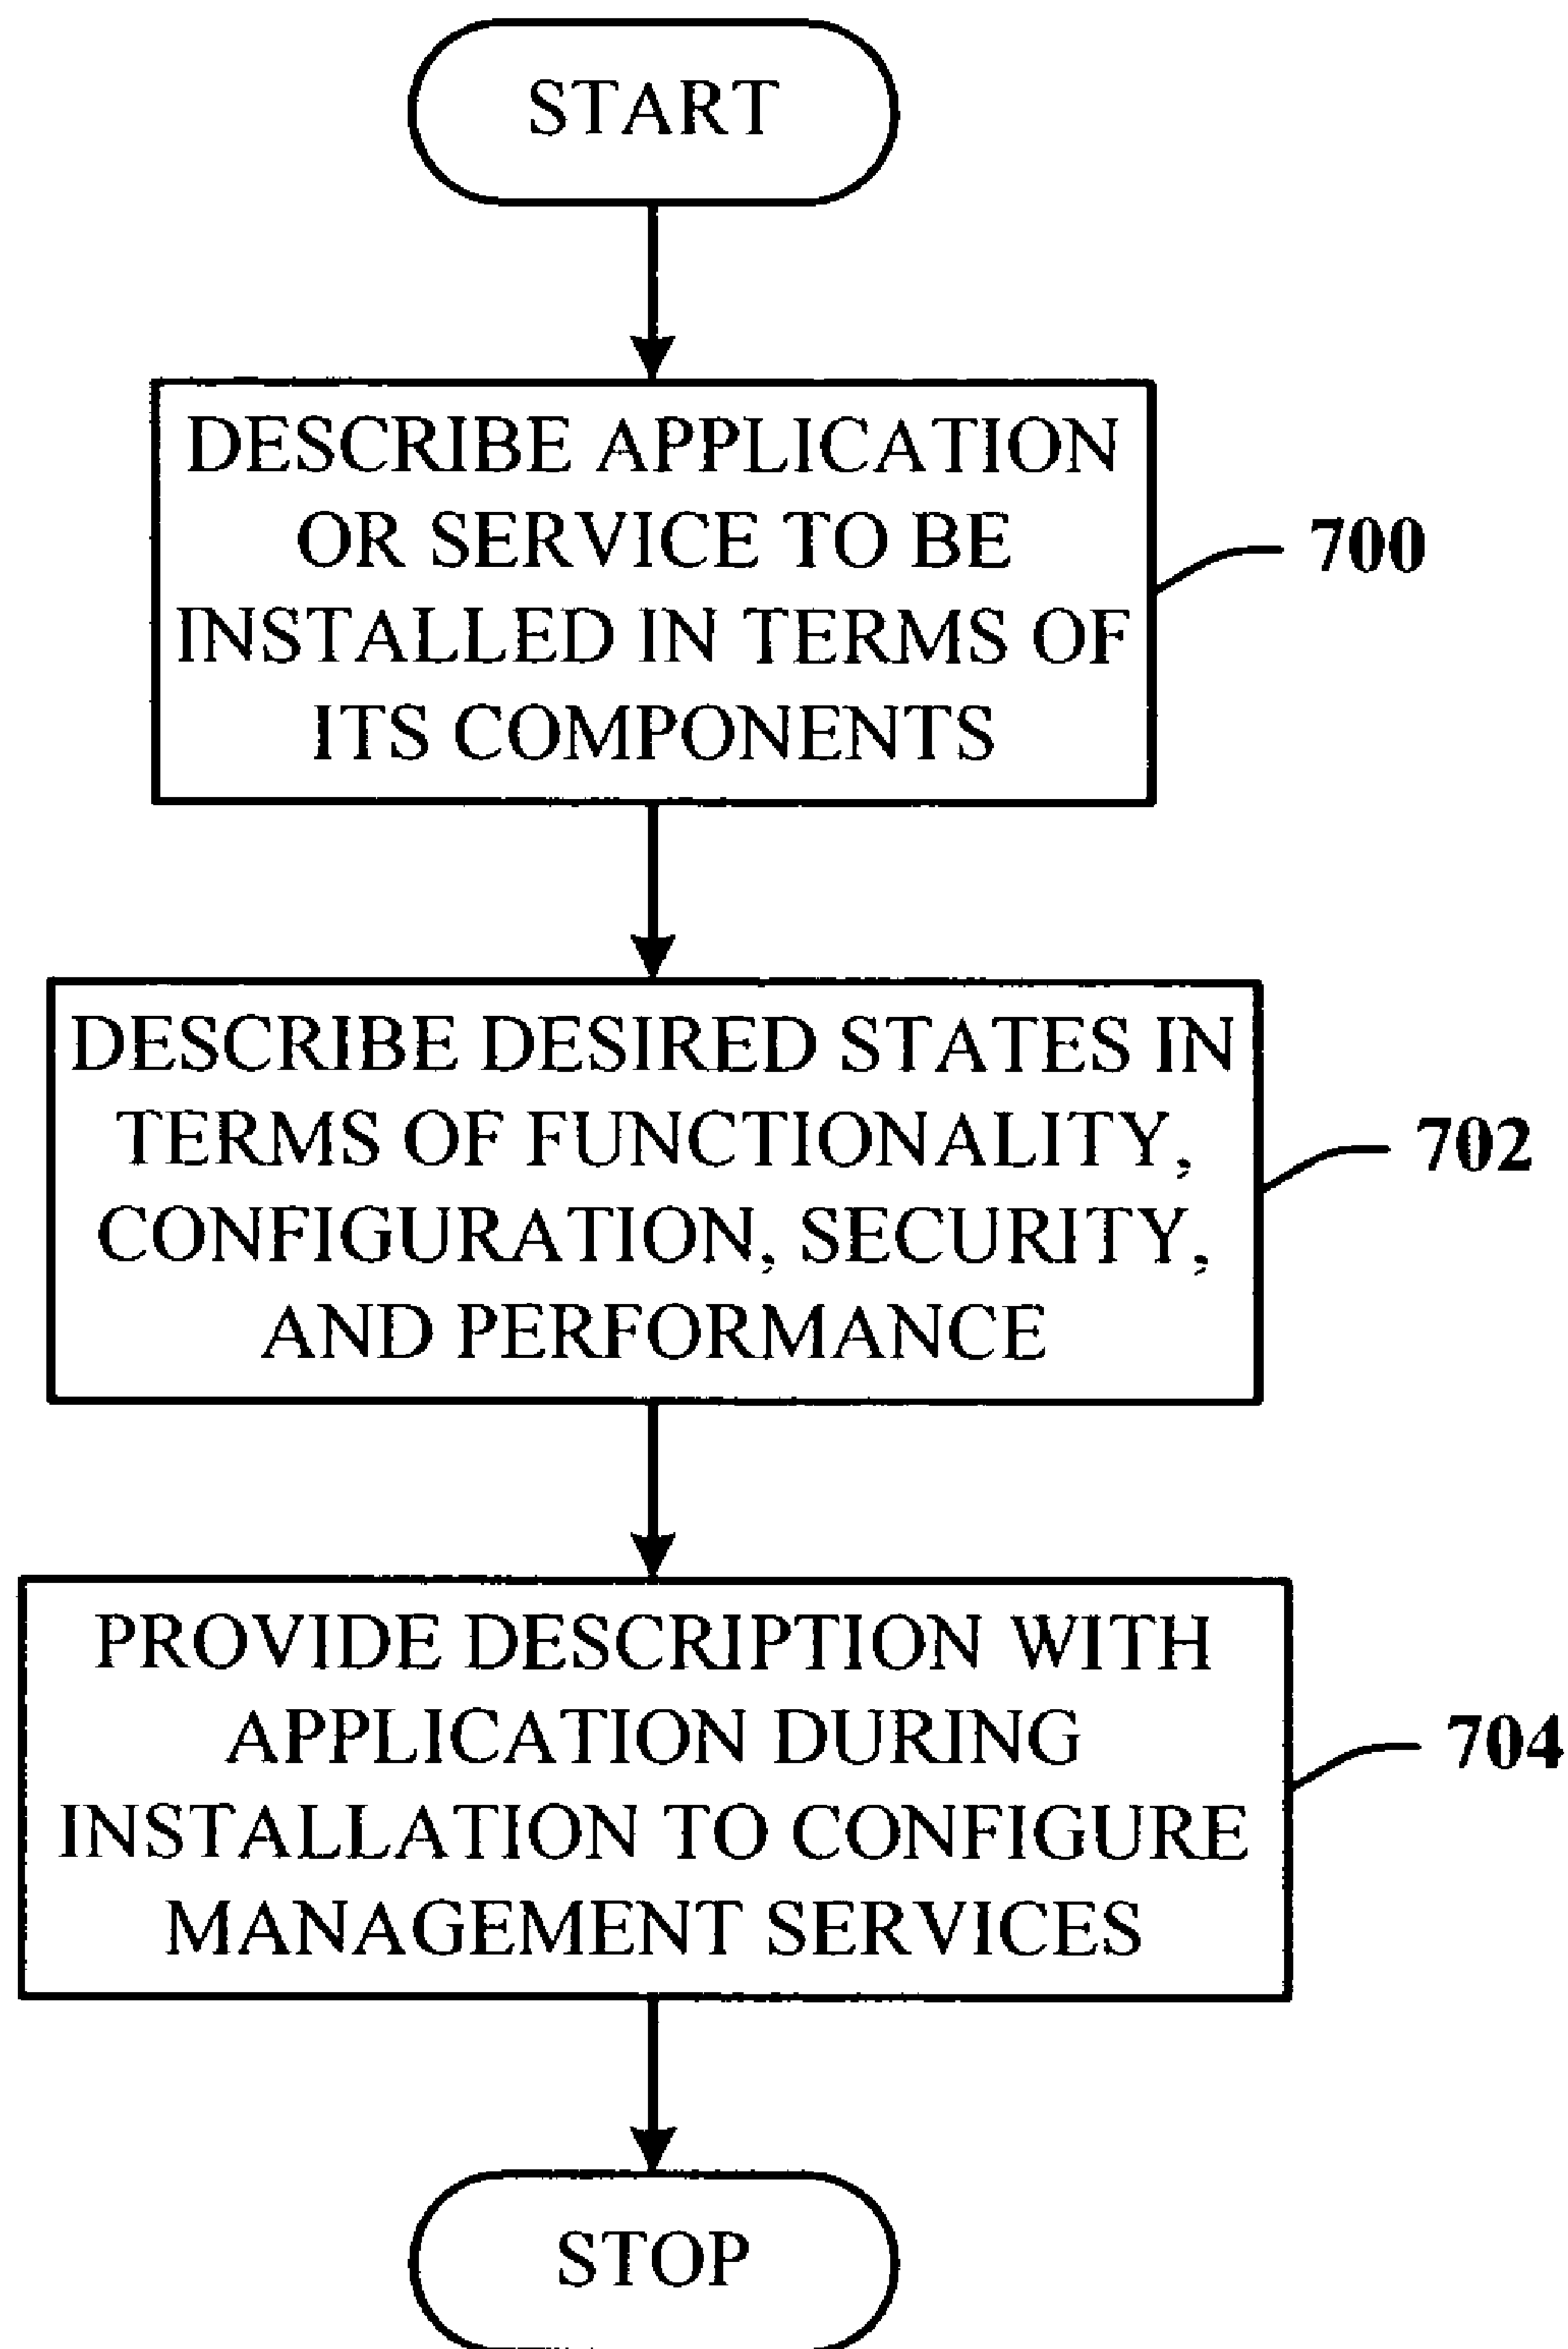 START
DESCRIBE APPLICATION
OR SERVICE TO BE
INSTALLED IN TERMS OF
ITS COMPONENTS
700
DESCRIBE DESIRED STATES IN
TERMS OF FUNCTIONALITY,
CONFIGURATION, SECURITY,
AND PERFORMANCE
702
PROVIDE DESCRIPTION WITH
APPLICATION DURING
INSTALLATION TO CONFIGURE
MANAGEMENT SERVICES
704
STOP